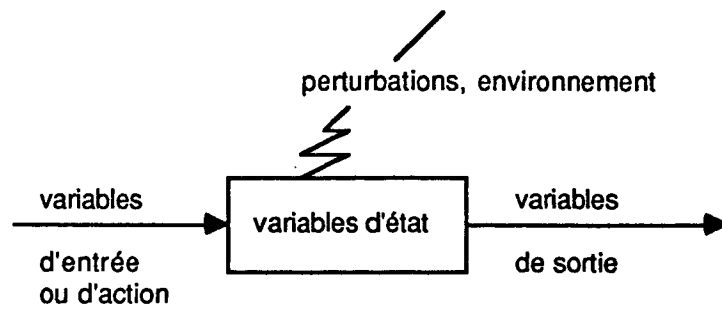 perturbations, environnement
variables
d'entrée
ou d'action
variables d'état
variables
de sortie